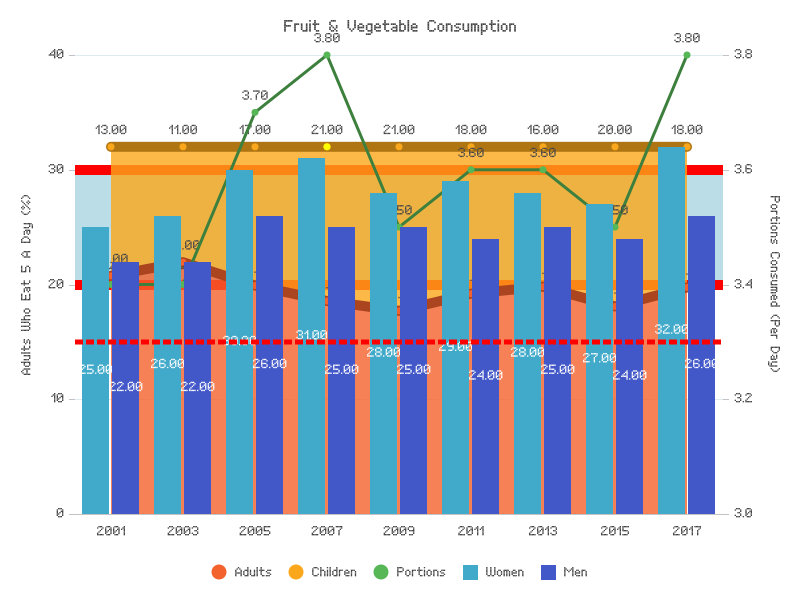 Fruit & Vegetable Consumption
3.80 3.80
40 3.8
3.70
13.00 11.00 17.00 21.00 21.00 18.00 16.00 20.00 18.00
3.60 3.60
30 3.6
Adults Who Eat 5 A Day (%)
Portions Consumed (Per Day)
20 3.4
31.00 32.00
28.00 29.00 28.00
25.00 26.00 26.00 25.00 25.00 25.00 27.00 26.00
22.00 22.00 24.00 24.00
10 3.2
0 3.0
2001 2003 2005 2007 2009 2011 2013 2015 2017
Adults Children Portions Women Men